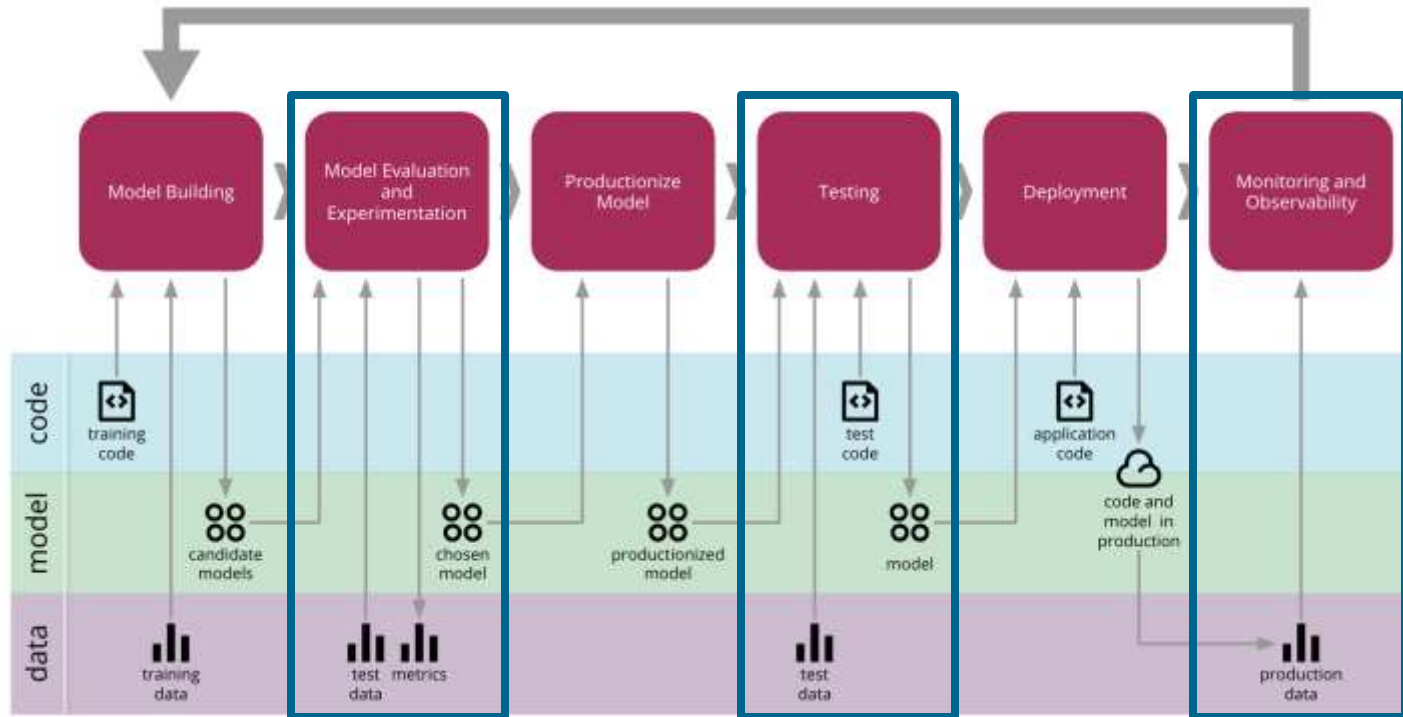 Model Building
Model Evaluation
and
Experimentation
Productionize
Model
Testing
Deployment
Monitoring and
Observability
code
training
code
test
code
application
code
model
candidate
models
chosen
model
productionized
model
model
code and
model in
production
data
training
data
test
data
metrics
test
data
production
data